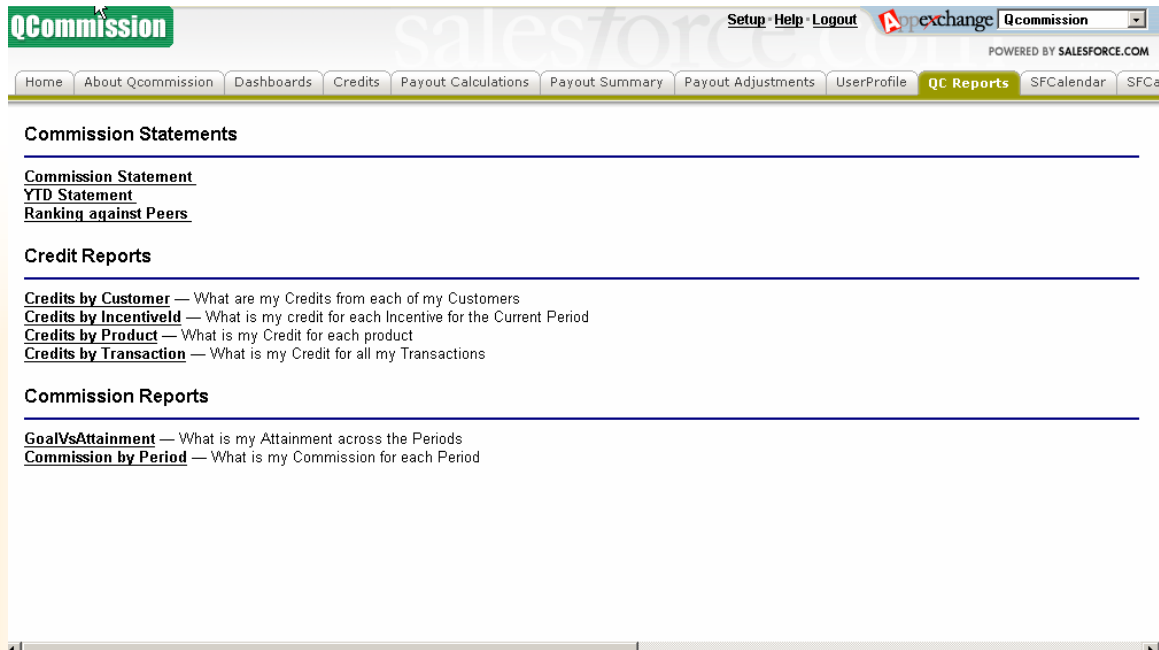 QCommission
salesforce.com
Setup · Help · Logout
Appexchange
Qcommission
POWERED BY SALESFORCE.COM
Home
About Qcommission
Dashboards
Credits
Payout Calculations
Payout Summary
Payout Adjustments
UserProfile
QC Reports
SFCalendar
SFCa
Commission Statements
Commission Statement
YTD Statement
Ranking against Peers
Credit Reports
Credits by Customer — What are my Credits from each of my Customers
Credits by IncentiveId — What is my credit for each Incentive for the Current Period
Credits by Product — What is my Credit for each product
Credits by Transaction — What is my Credit for all my Transactions
Commission Reports
GoalVsAttainment — What is my Attainment across the Periods
Commission by Period — What is my Commission for each Period